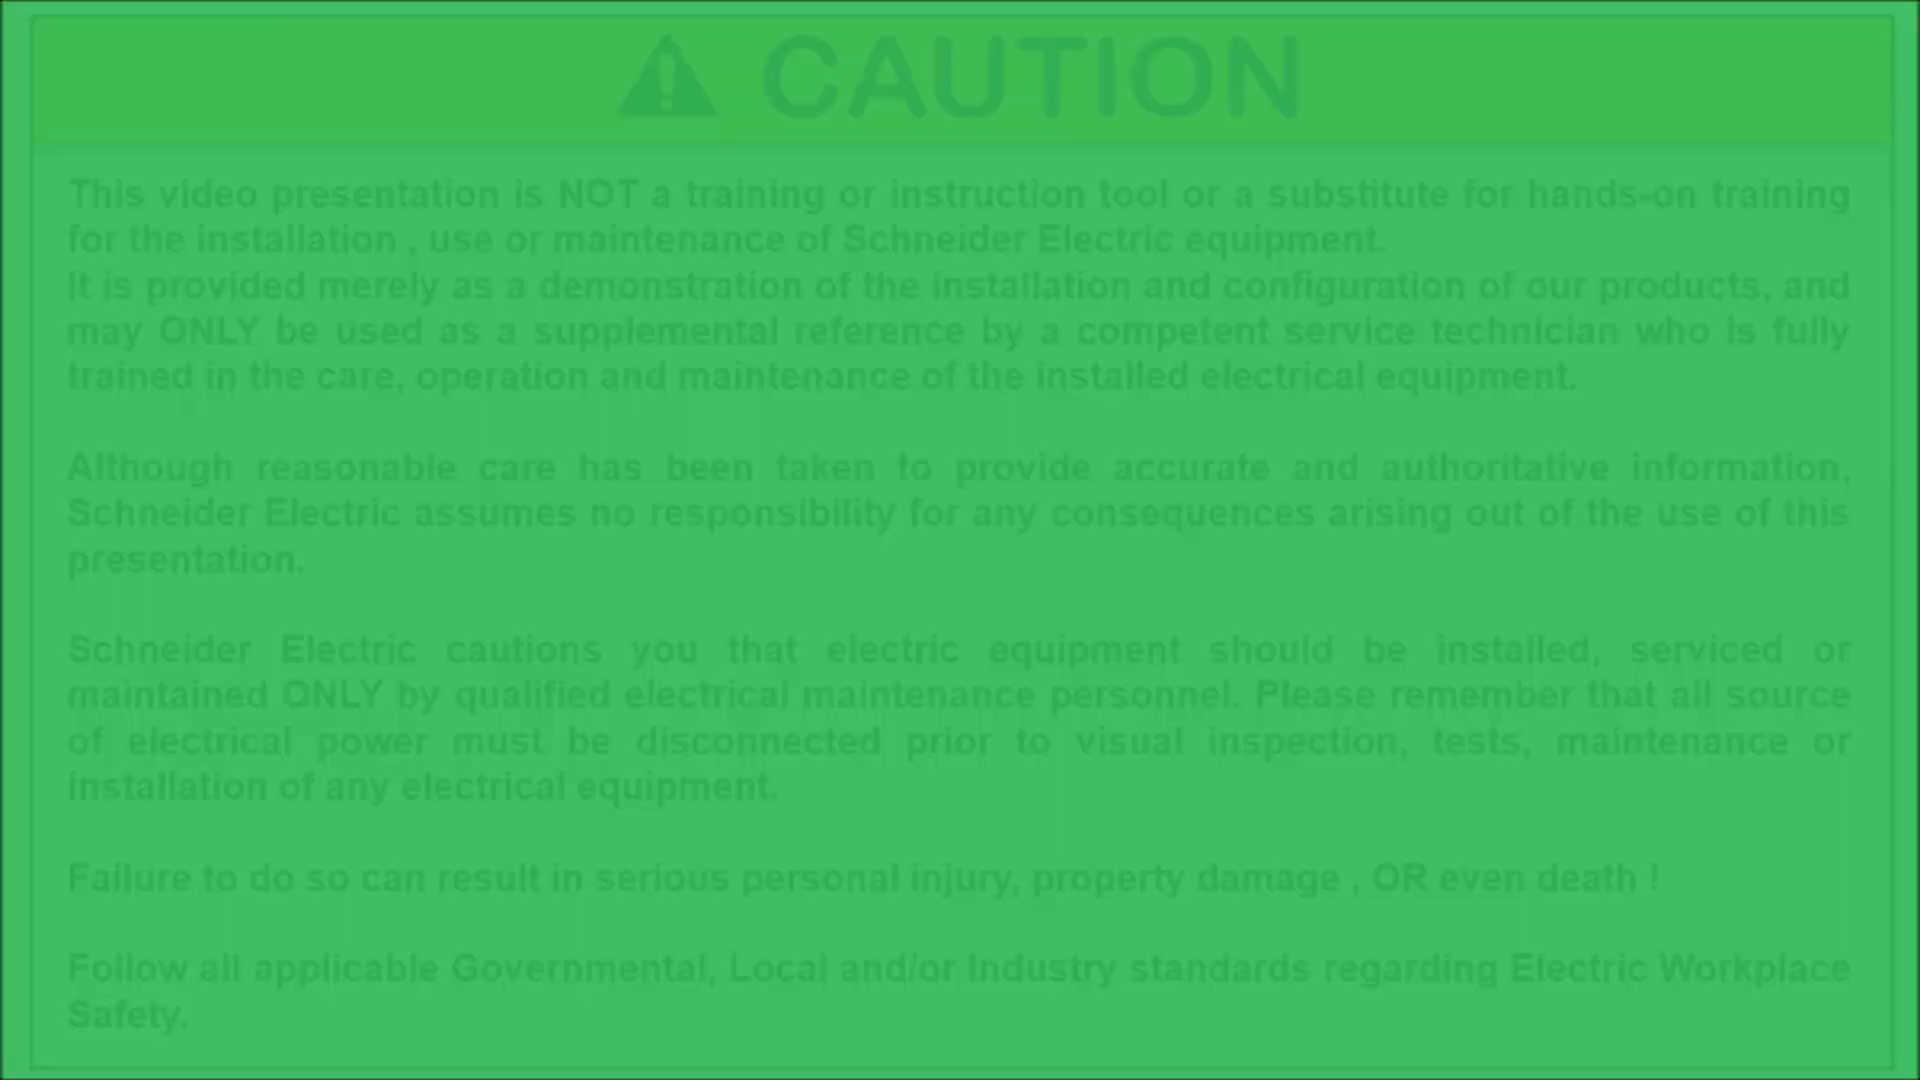 CAUTION
This video presentation is NOT a training or instruction tool or a substitute for hands-on training
for the installation , use or maintenance of Schneider Electric equipment.
It is provided merely as a demonstration of the installation and configuration of our products, and
may ONLY be used as a supplemental reference by a competent service technician who is fully
trained in the care, operation and maintenance of the installed electrical equipment.
Although reasonable care has been taken to provide accurate and authoritative information,
Schneider Electric assumes no responsibility for any consequences arising out of the use of this
presentation.
Schneider Electric cautions you that electric equipment should be installed, serviced or
maintained ONLY by qualified electrical maintenance personnel. Please remember that all source
of electrical power must be disconnected prior to visual inspection, tests, maintenance or
installation of any electrical equipment.
Failure to do so can result in serious personal injury, property damage , OR even death !
Follow all applicable Governmental, Local and/or Industry standards regarding Electric Workplace
Safety.